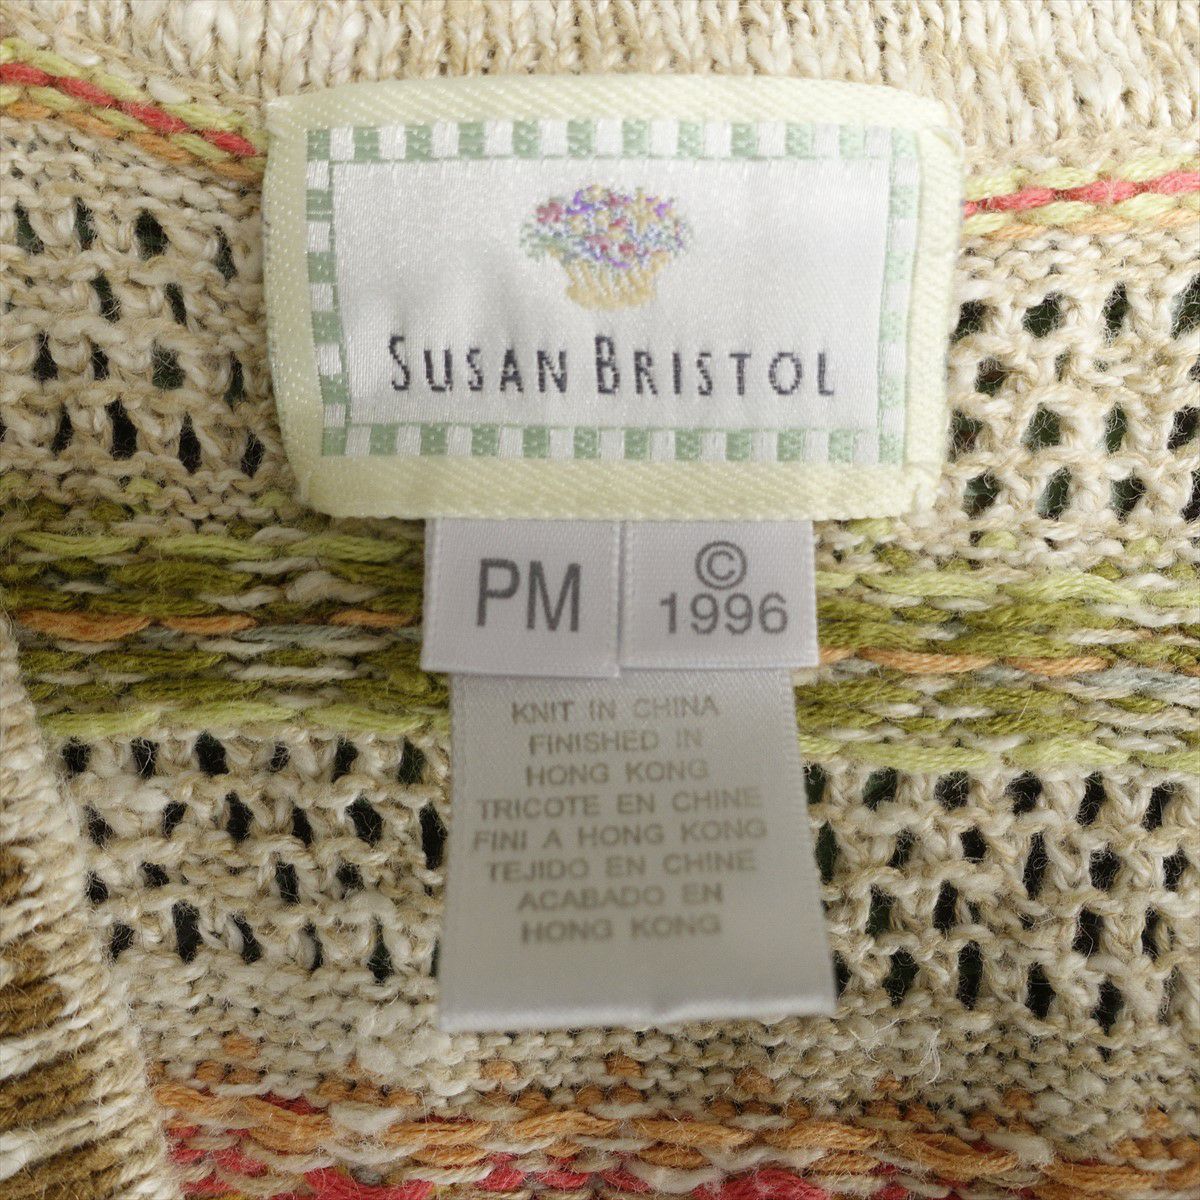 SUSAN BRISTOL
PM
©
1996
KNIT IN CHINA
FINISHED IN
HONG KONG
TRICOTE EN CHINE
FINI A HONG KONG
TEJIDO EN CHINE
ACABADO EN
HONG KONG